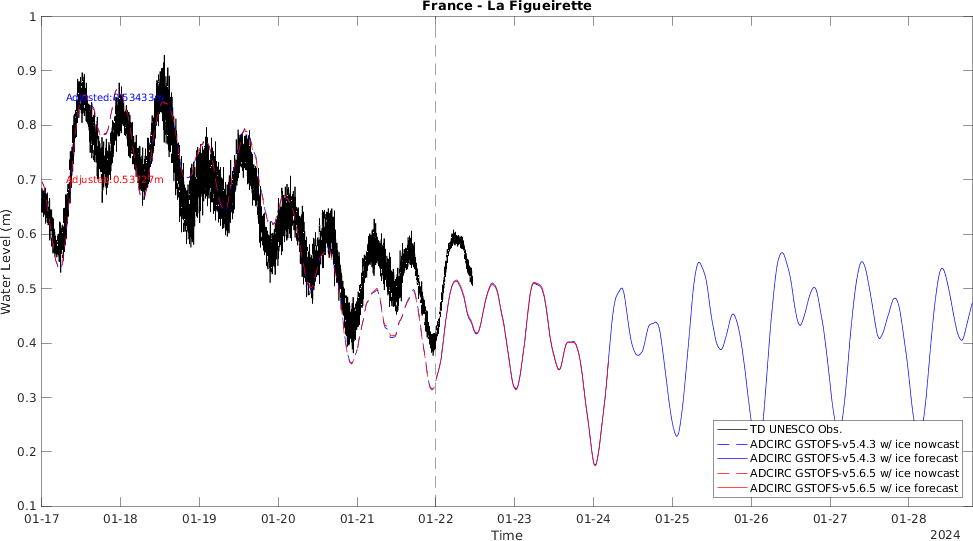 France - La Figueirette
Water Level (m)
1
0.9
0.8
0.7
0.6
0.5
0.4
0.3
0.2
0.1
Adjusted:0.53433m
Adjusted:0.53727m
TD UNESCO Obs.
ADCIRC GSTOFS-v5.4.3 w/ ice nowcast
ADCIRC GSTOFS-v5.4.3 w/ ice forecast
ADCIRC GSTOFS-v5.6.5 w/ ice nowcast
ADCIRC GSTOFS-v5.6.5 w/ ice forecast
01-17 01-18 01-19 01-20 01-21 01-22 01-23 01-24 01-25 01-26 01-27 01-28
Time
2024